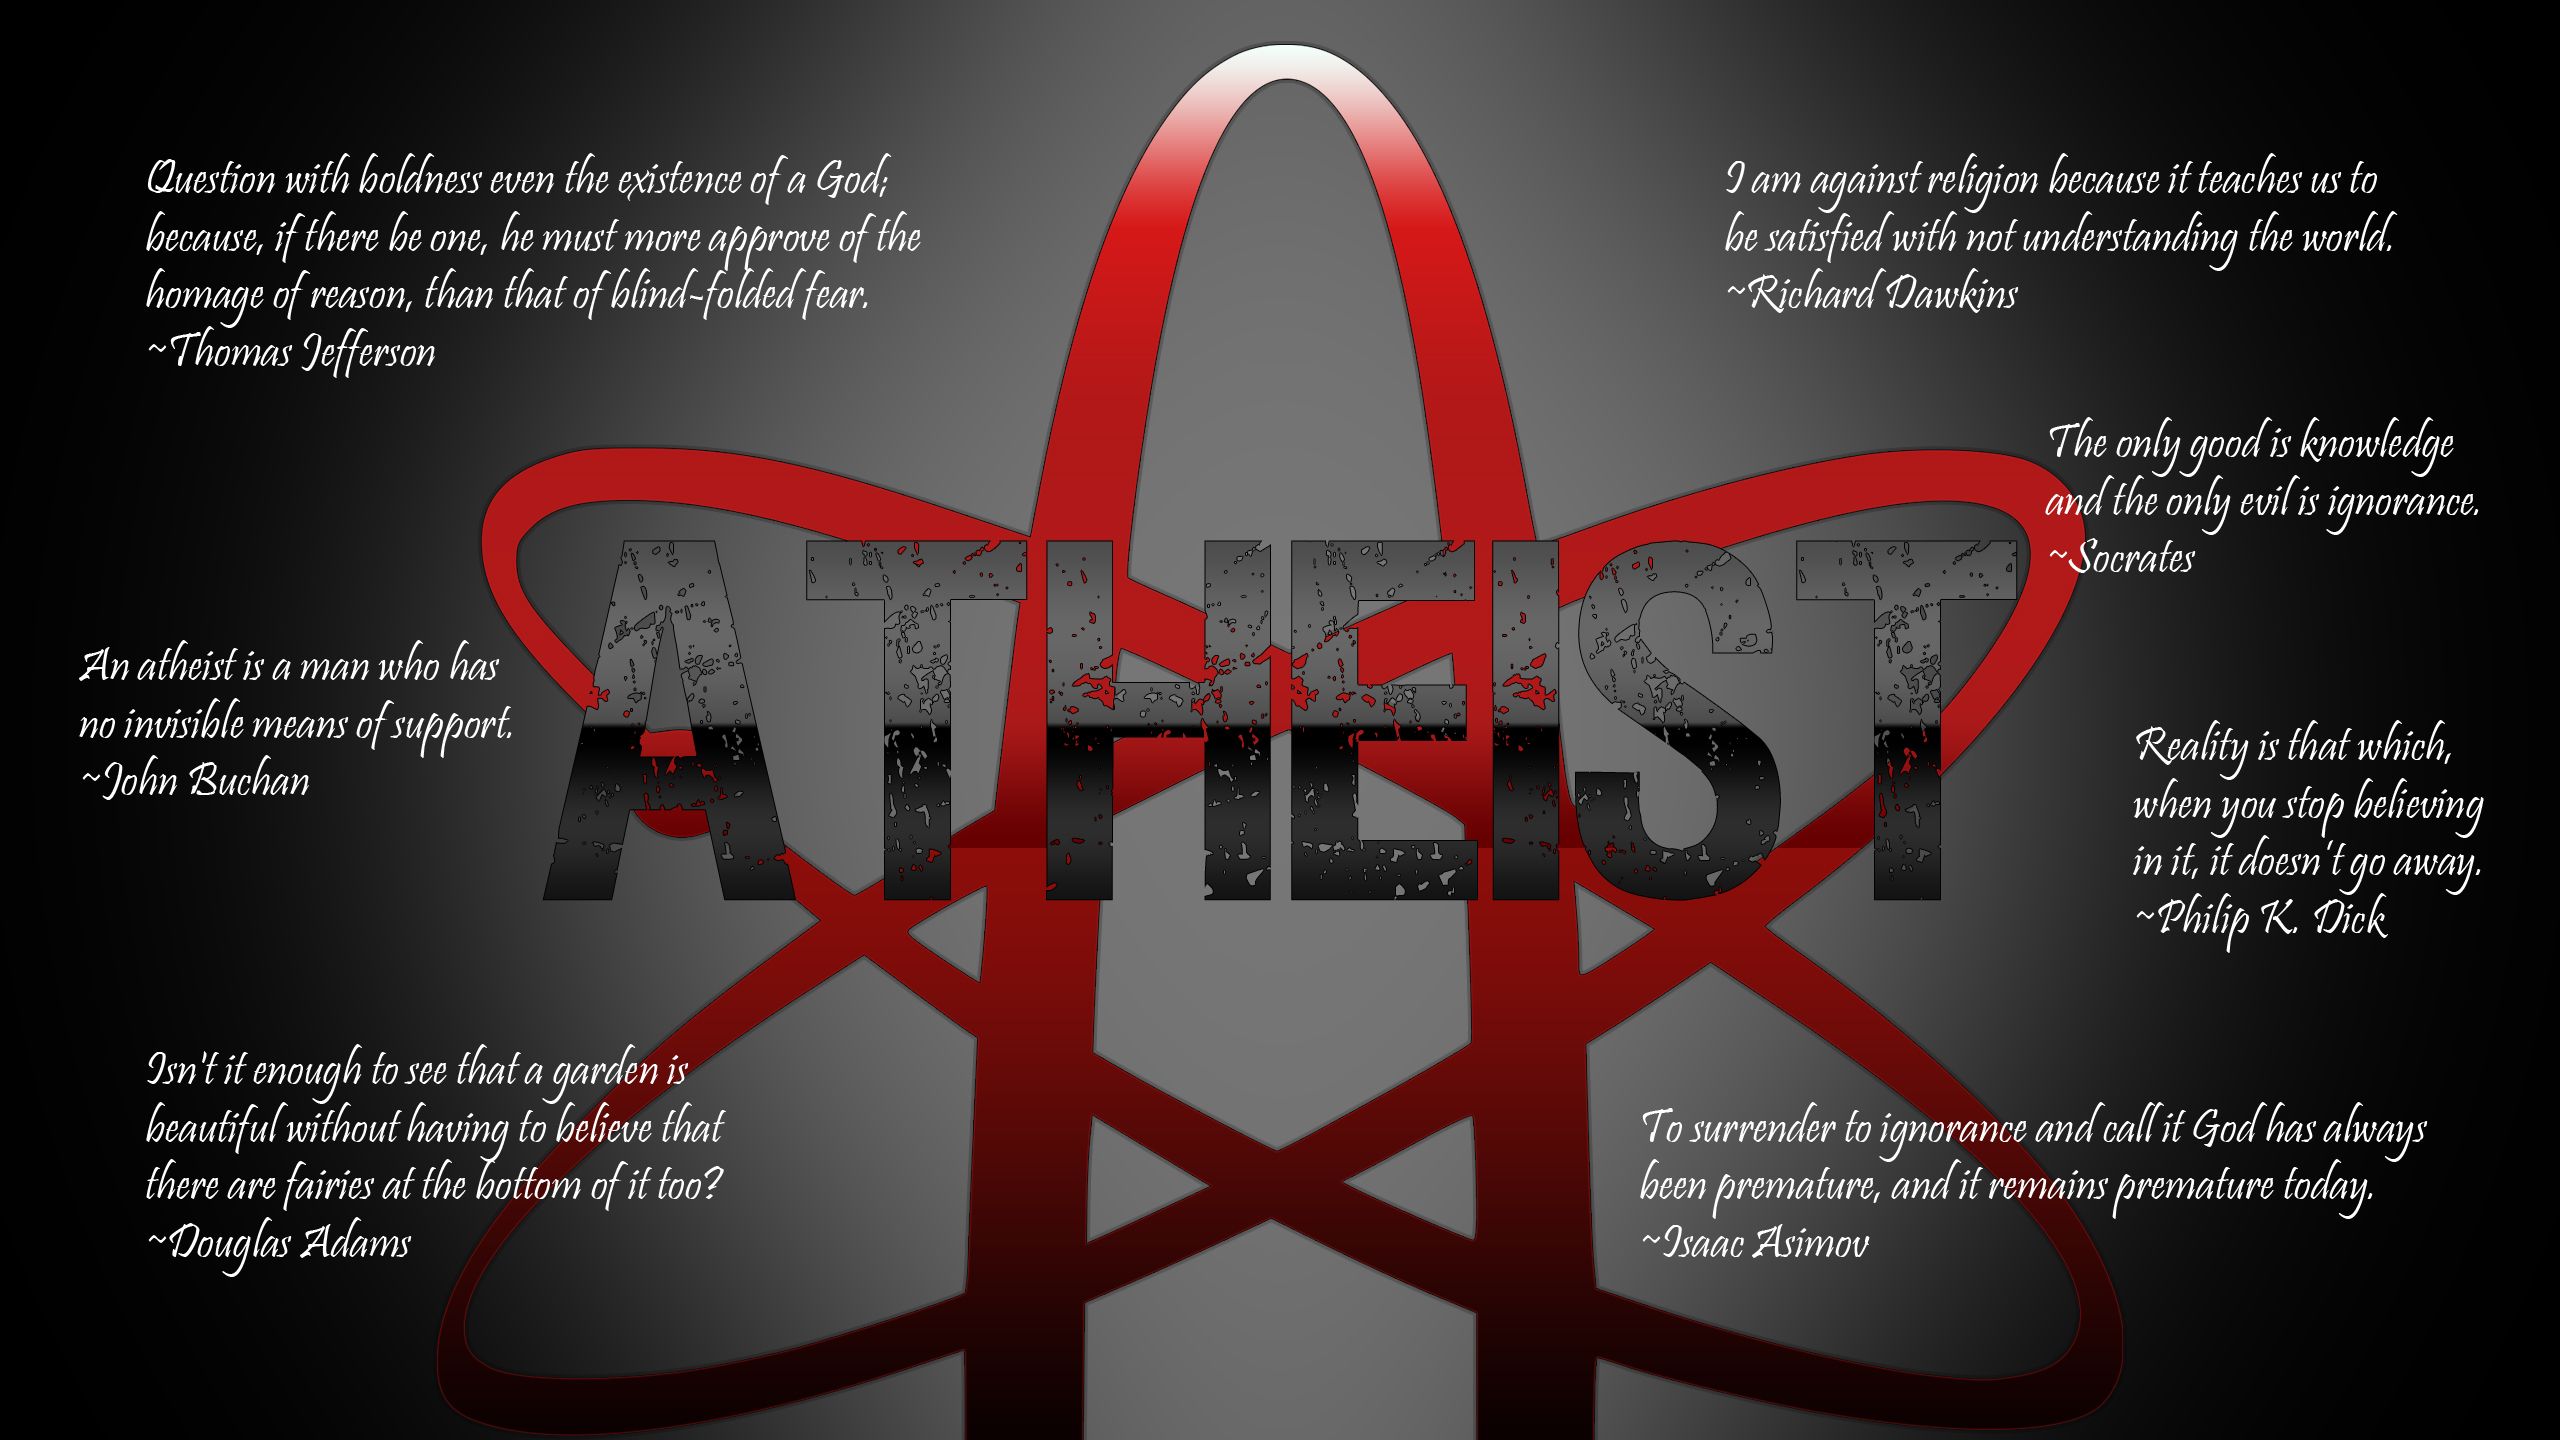 Question with boldness even the existence of a God;
because, if there be one, he must more approve of the
homage of reason, than that of blind-folded fear.
~Thomas Jefferson
I am against religion because it teaches us to
be satisfied with not understanding the world.
~Richard Dawkins
The only good is knowledge
and the only evil is ignorance.
~Socrates
ATHEIST
An atheist is a man who has
no invisible means of support.
~John Buchan
Reality is that which,
when you stop believing
in it, it doesn't go away.
~Philip K. Dick
Isn't it enough to see that a garden is
beautiful without having to believe that
there are fairies at the bottom of it too?
~Douglas Adams
To surrender to ignorance and call it God has always
been premature, and it remains premature today.
~Isaac Asimov